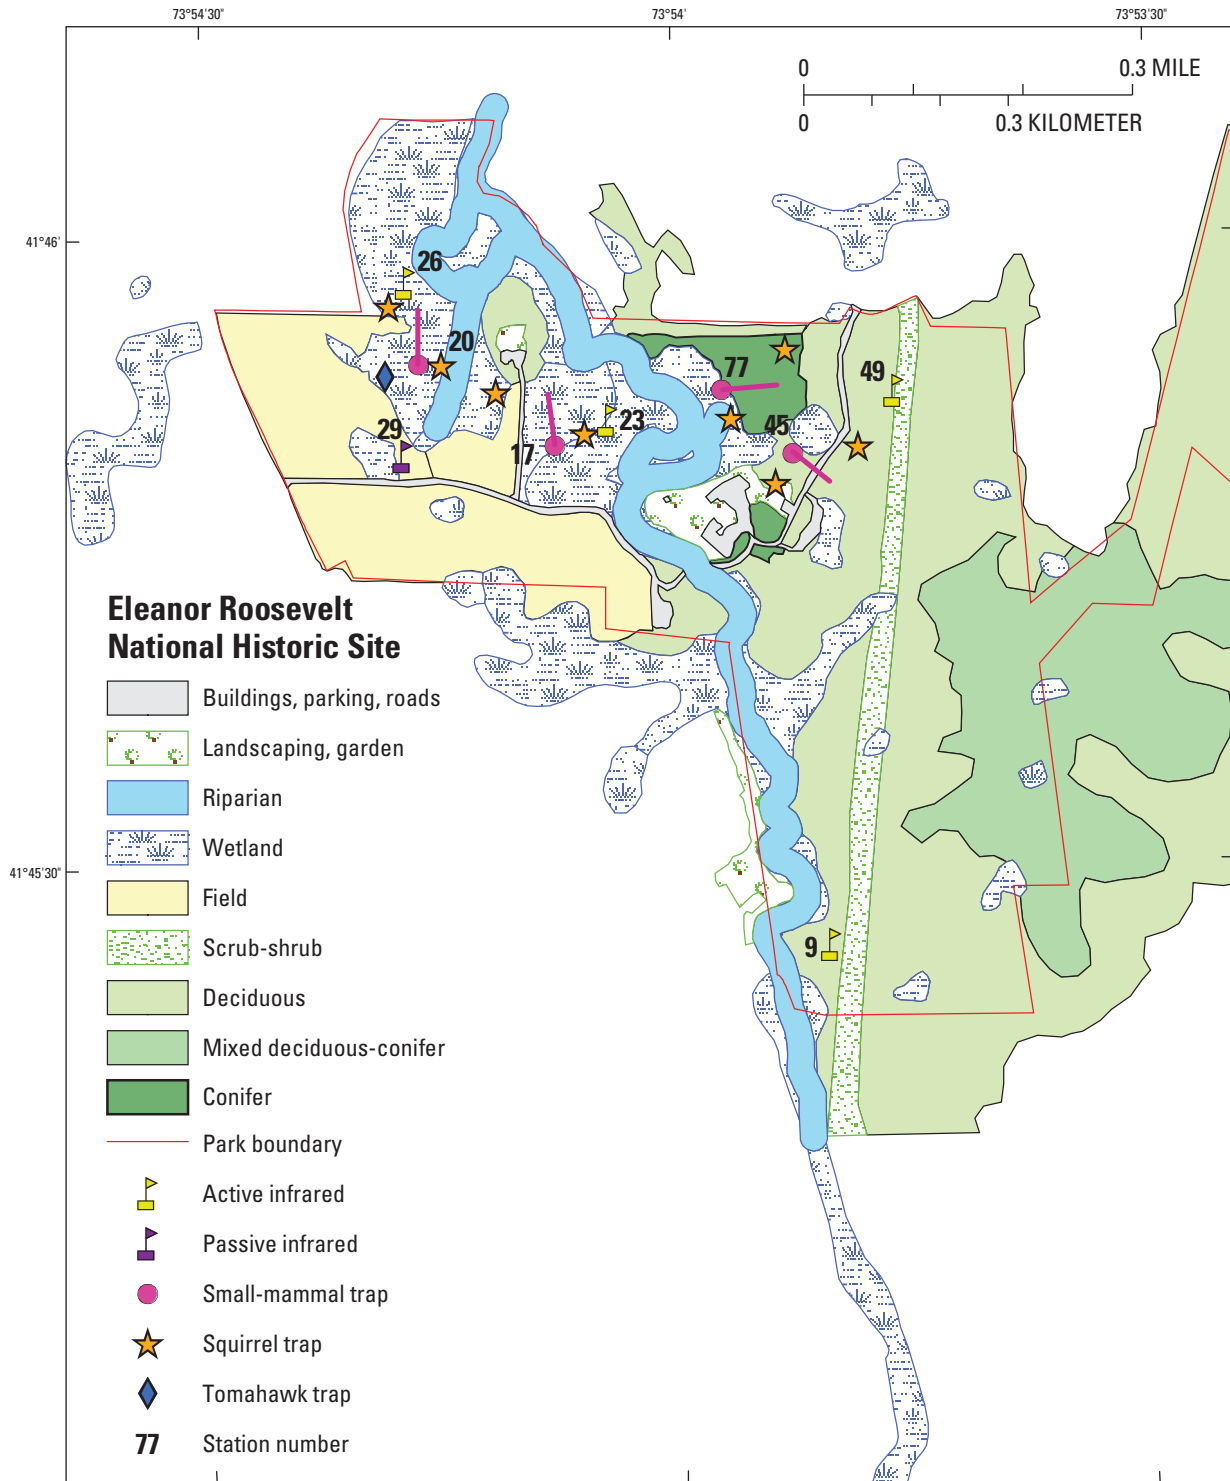 73°54'30"
73°54'
73°53'30"
0
0.3 MILE
0
0.3 KILOMETER
41°46'
26
20
77
49
29
23
17
45
Eleanor Roosevelt
National Historic Site
Buildings, parking, roads
Landscaping, garden
Riparian
Wetland
41°45'30"
Field
Scrub-shrub
9
Deciduous
Mixed deciduous-conifer
Conifer
Park boundary
Active infrared
Passive infrared
Small-mammal trap
Squirrel trap
Tomahawk trap
77 Station number